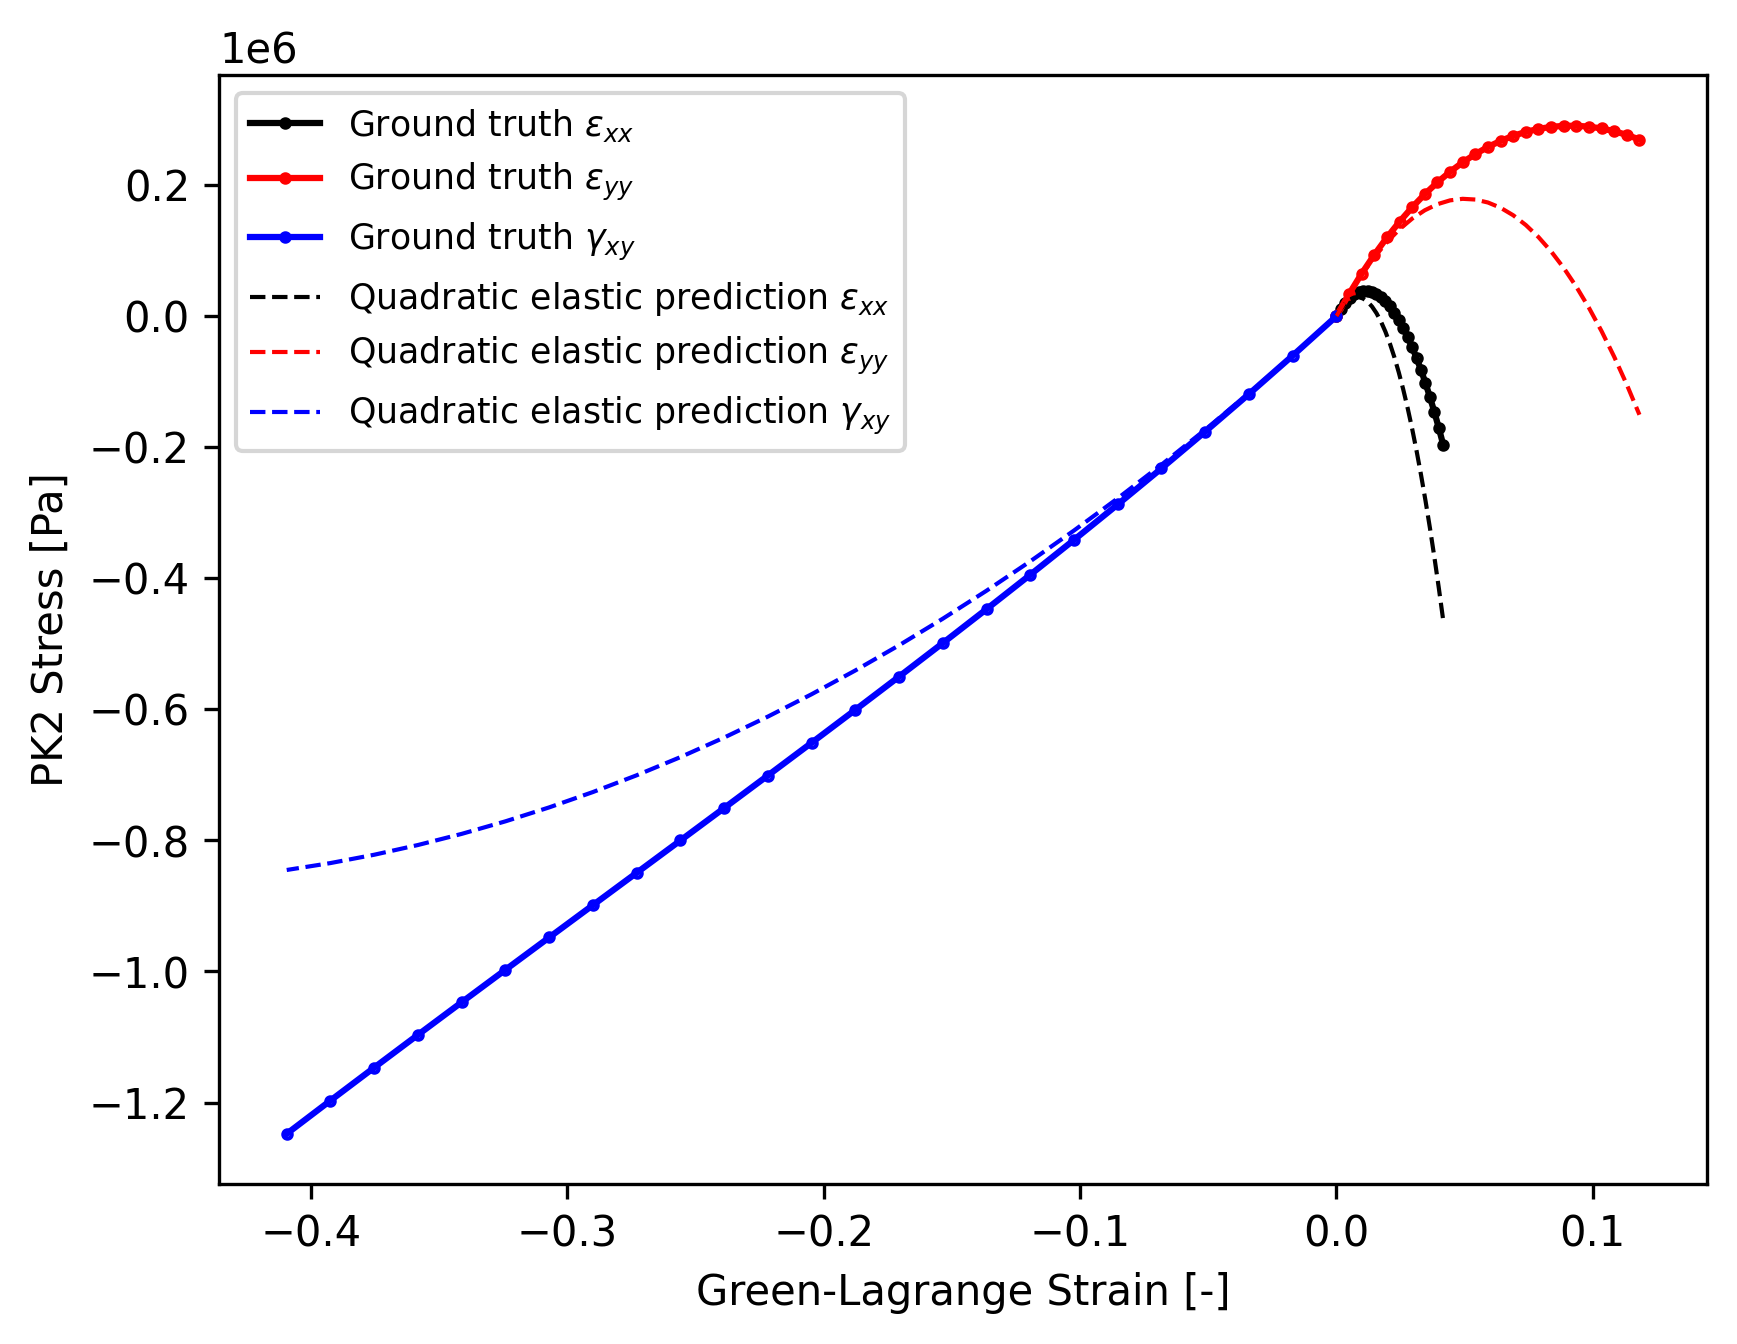 1e6
Ground truth εxx
Ground truth εyy
Ground truth γxy
Quadratic elastic prediction εxx
Quadratic elastic prediction εyy
Quadratic elastic prediction γxy
0.2
0.0
−0.2
−0.4
−0.6
−0.8
−1.0
−1.2
PK2 Stress [Pa]
−0.4 −0.3 −0.2 −0.1 0.0 0.1
Green-Lagrange Strain [-]